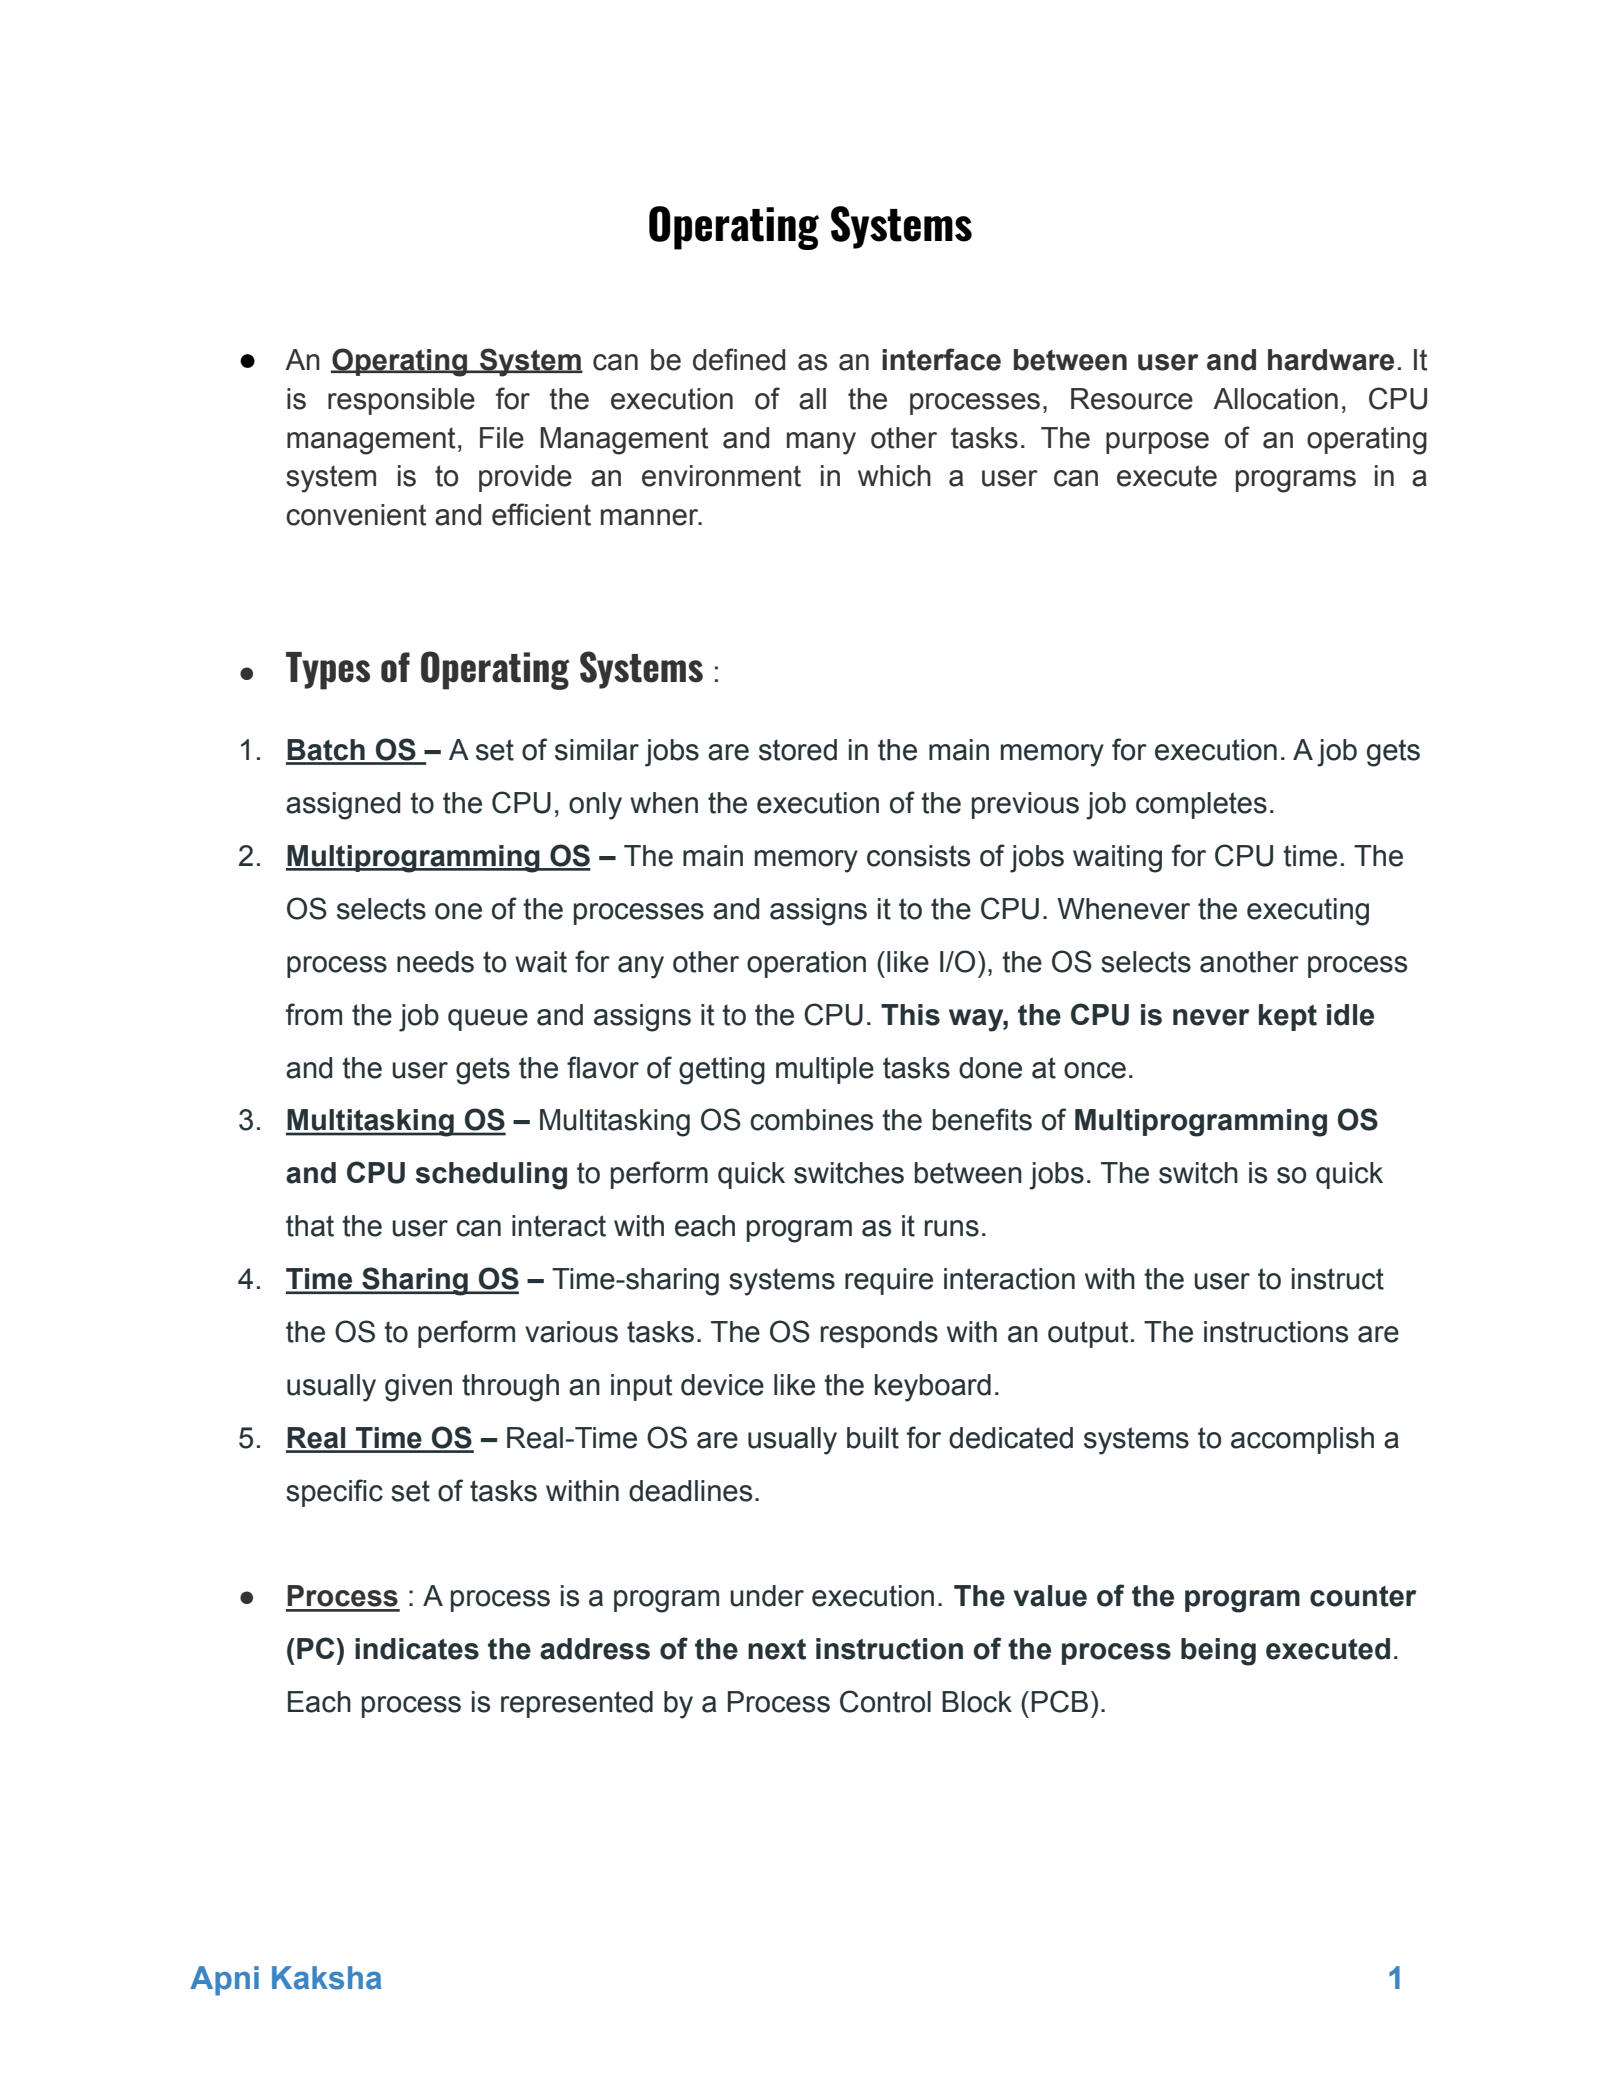 Operating Systems
● An Operating System can be defined as an interface between user and hardware. It
is responsible for the execution of all the processes, Resource Allocation, CPU
management, File Management and many other tasks. The purpose of an operating
system is to provide an environment in which a user can execute programs in a
convenient and efficient manner.
● Types of Operating Systems :
1. Batch OS – A set of similar jobs are stored in the main memory for execution. A job gets
assigned to the CPU, only when the execution of the previous job completes.
2. Multiprogramming OS – The main memory consists of jobs waiting for CPU time. The
OS selects one of the processes and assigns it to the CPU. Whenever the executing
process needs to wait for any other operation (like I/O), the OS selects another process
from the job queue and assigns it to the CPU. This way, the CPU is never kept idle
and the user gets the flavor of getting multiple tasks done at once.
3. Multitasking OS – Multitasking OS combines the benefits of Multiprogramming OS
and CPU scheduling to perform quick switches between jobs. The switch is so quick
that the user can interact with each program as it runs.
4. Time Sharing OS – Time-sharing systems require interaction with the user to instruct
the OS to perform various tasks. The OS responds with an output. The instructions are
usually given through an input device like the keyboard.
5. Real Time OS – Real-Time OS are usually built for dedicated systems to accomplish a
specific set of tasks within deadlines.
● Process : A process is a program under execution. The value of the program counter
(PC) indicates the address of the next instruction of the process being executed.
Each process is represented by a Process Control Block (PCB).
Apni Kaksha 1